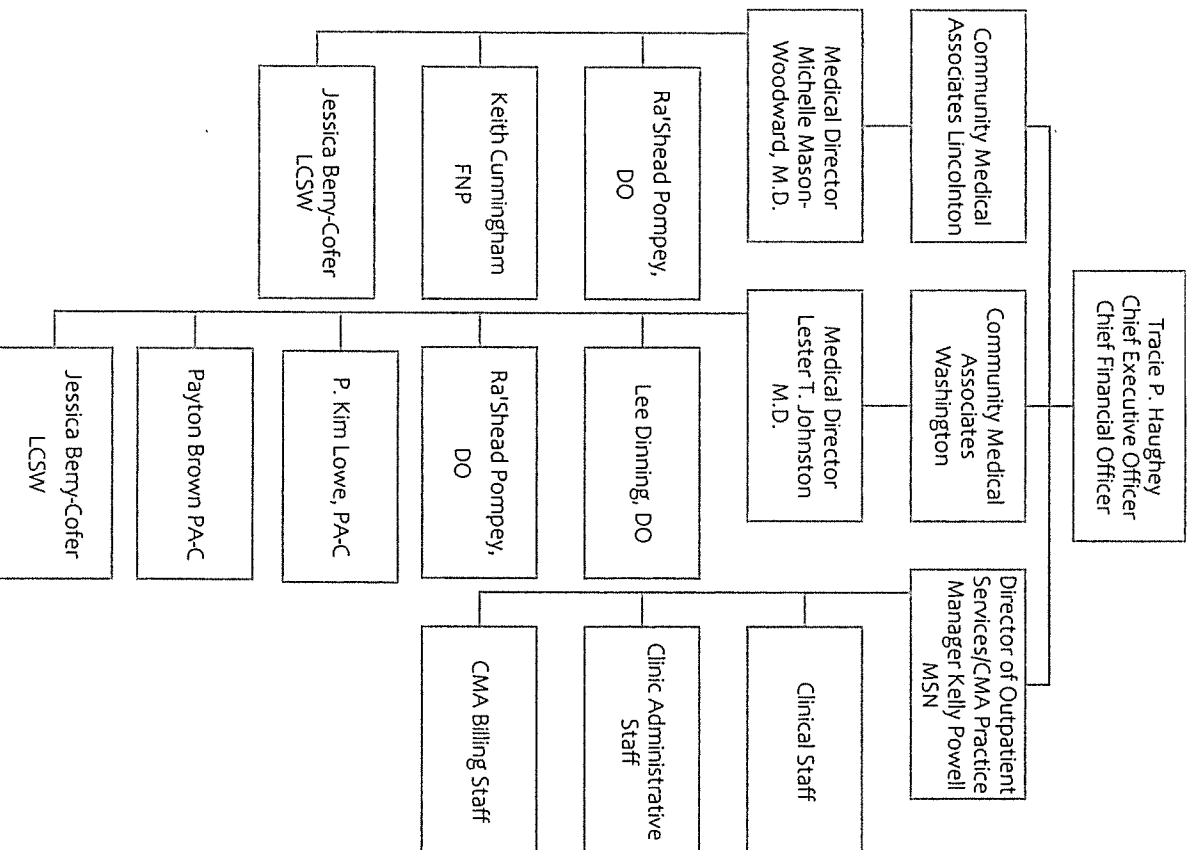 Tracie P. Haughey
Chief Executive Officer
Chief Financial Officer
Community Medical
Associates Lincolnton
Medical Director
Michelle Mason-
Woodward, M.D.
Ra'Shead Pompey,
DO
Keith Cunningham
FNP
Jessica Berry-Cofer
LCSW
Community Medical
Associates
Washington
Medical Director
Lester T. Johnston
M.D.
Lee Dinning, DO
Ra'Shead Pompey,
DO
P. Kim Lowe, PA-C
Payton Brown PA-C
Jessica Berry-Cofer
LCSW
Director of Outpatient
Services/CMA Practice
Manager Kelly Powell
MSN
Clinical Staff
Clinic Administrative
Staff
CMA Billing Staff